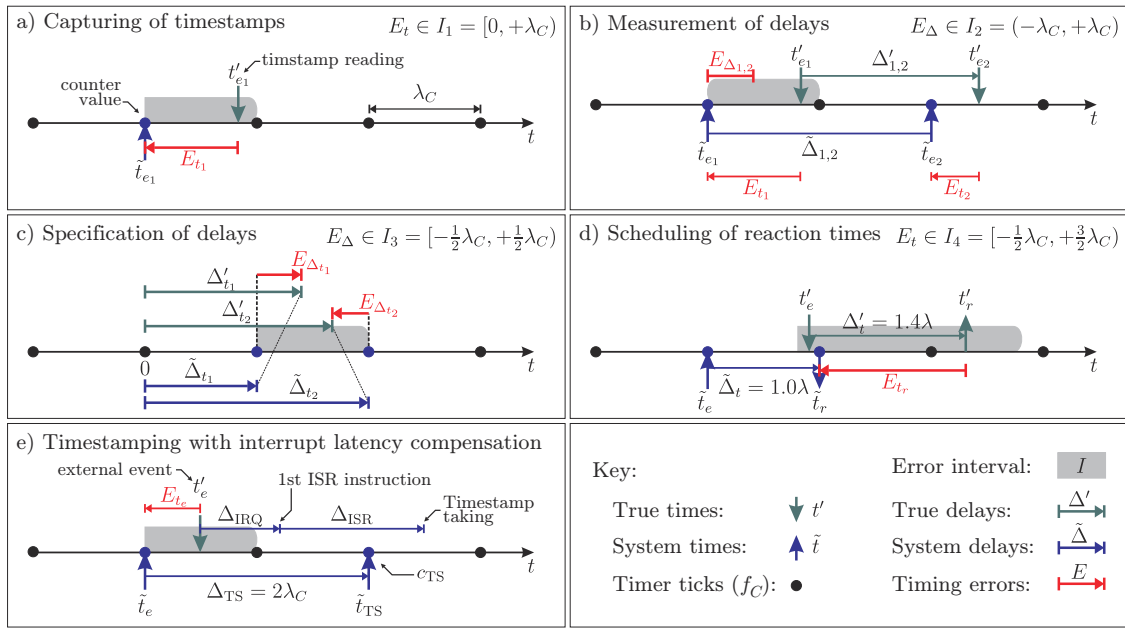 a) Capturing of timestamps
E_t ∈ I_1 = [0, +λ_C)
t'_{e_1} timstamp reading
counter
value
λ_C
t
E_{t_1}
t̃_{e_1}
b) Measurement of delays
E_Δ ∈ I_2 = (−λ_C, +λ_C)
E_{Δ_{1,2}}
t'_{e_1}
Δ'_{1,2}
t'_{e_2}
t
t̃_{e_1}
Δ̃_{1,2}
t̃_{e_2}
E_{t_1}
E_{t_2}
c) Specification of delays
E_Δ ∈ I_3 = [−½λ_C, +½λ_C)
E_{Δ_{t_1}}
Δ'_{t_1}
Δ'_{t_2}
E_{Δ_{t_2}}
0
t
Δ̃_{t_1}
Δ̃_{t_2}
d) Scheduling of reaction times
E_t ∈ I_4 = [−½λ_C, +3/2λ_C)
t'_e
t'_r
Δ'_t = 1.4λ
t
Δ̃_t = 1.0λ
E_{t_r}
t̃_e
t̃_r
e) Timestamping with interrupt latency compensation
external event
t'_e
1st ISR instruction
E_{t_e}
Δ_IRQ
Δ_ISR
Timestamp
taking
t
c_TS
Δ_TS = 2λ_C
t̃_e
t̃_TS
Key:
Error interval: I
True times: t'
True delays: Δ'
System times: t̃
System delays: Δ̃
Timer ticks (f_C):
Timing errors: E